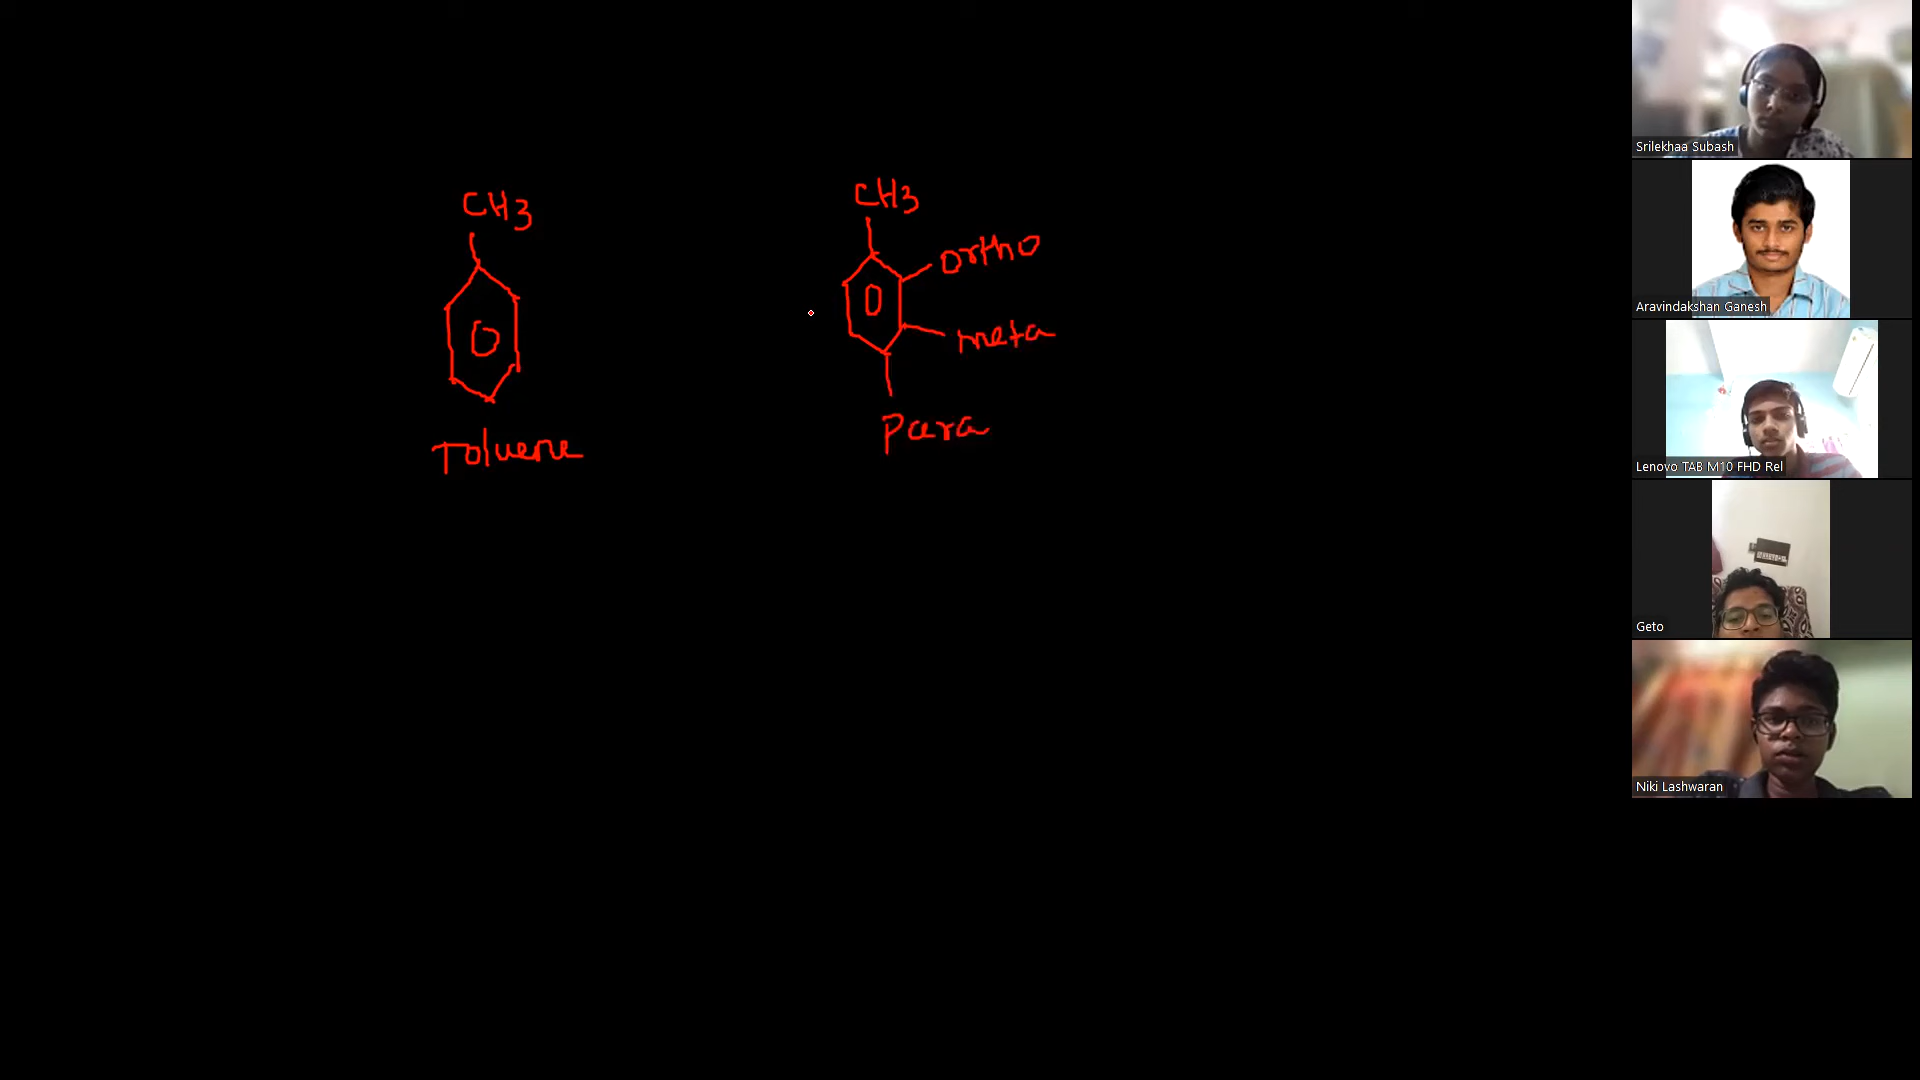 CH3
Toluene
CH3
ortho
meta
Para
Srilekhaa Subash
Aravindakshan Ganesh
Lenovo TAB M10 FHD Rel
Geto
Niki Lashwaran